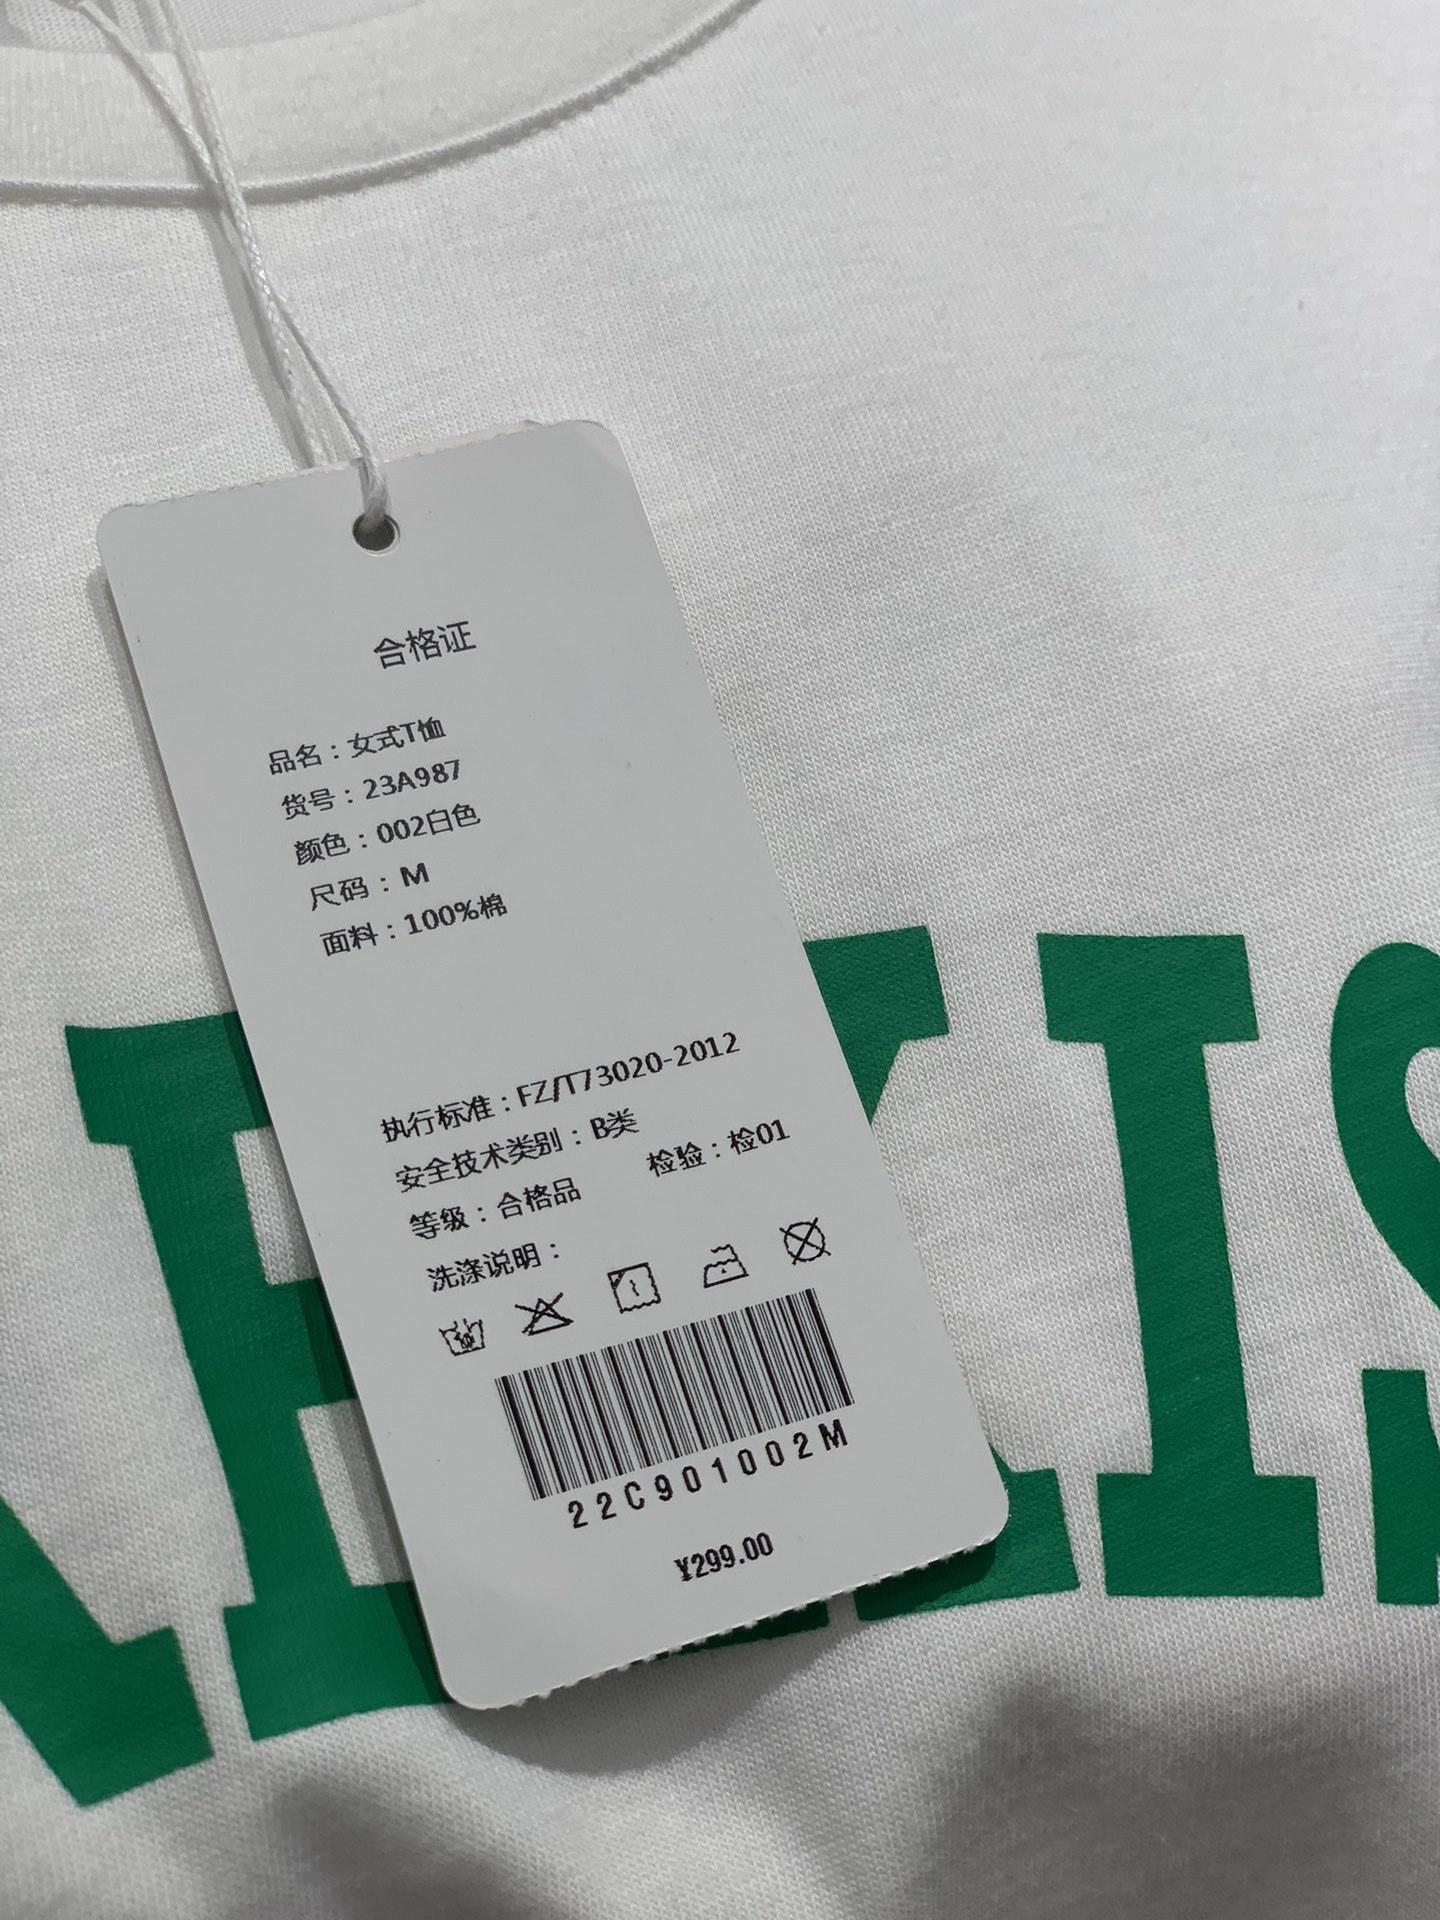 合格证
品名：女式T恤
货号：23A987
颜色：002白色
尺码：M
面料：100%棉
执行标准：FZ/T73020-2012
安全技术类别：B类
等级：合格品 检验：检01
洗涤说明：
22C901002M
¥299.00
KIS